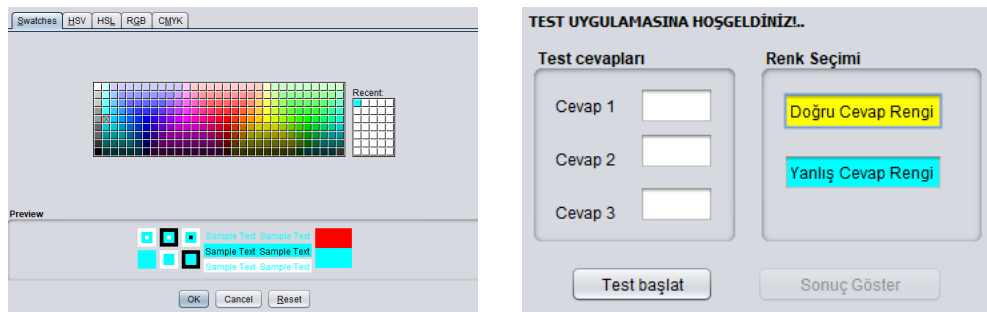 Swatches HSV HSL RGB CMYK
Recent:
Preview
Sample Text Sample Text
Sample Text Sample Text
Sample Text Sample Text
OK Cancel Reset
TEST UYGULAMASINA HOŞGELDİNİZ!..
Test cevapları
Cevap 1
Cevap 2
Cevap 3
Renk Seçimi
Doğru Cevap Rengi
Yanlış Cevap Rengi
Test başlat
Sonuç Göster